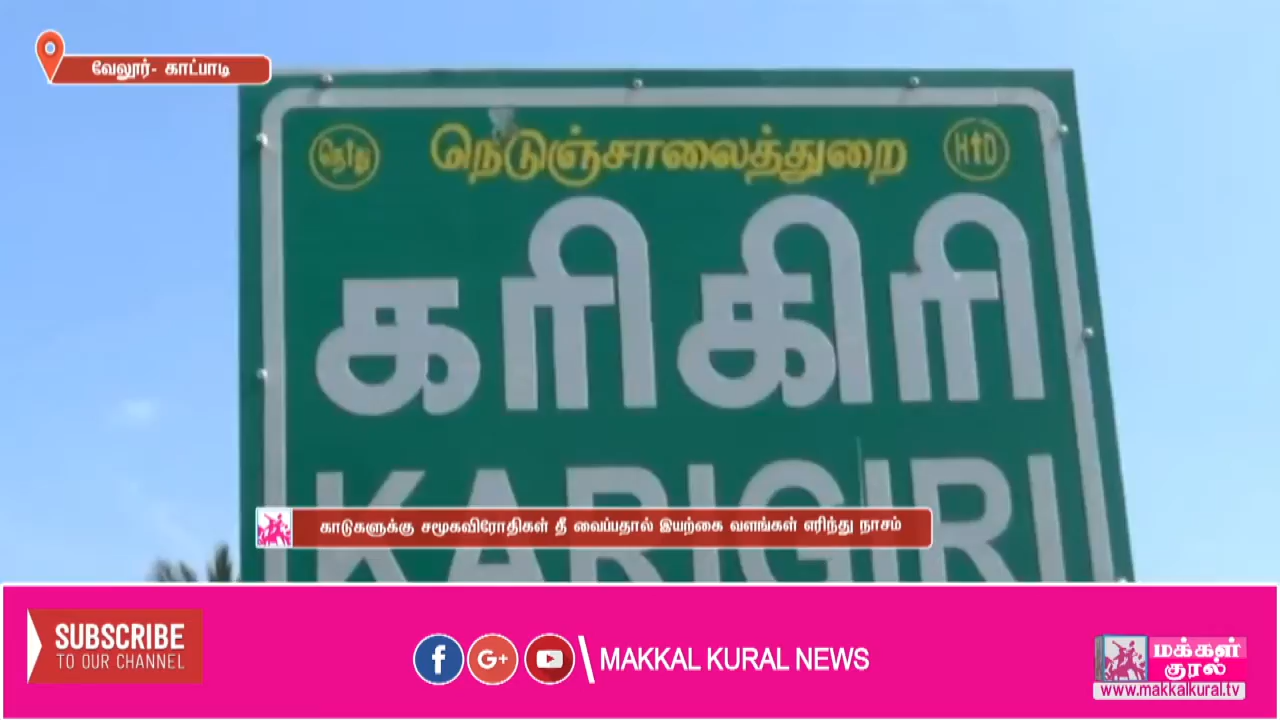 வேலூர்- காட்பாடி
நெ து
நெடுஞ்சாலைத்துறை
H D
கரிகிரி
KARIGIRI
காடுகளுக்கு சமூகவிரோதிகள் தீ வைப்பதால் இயற்கை வளங்கள் எரிந்து நாசம்
SUBSCRIBE
TO OUR CHANNEL
f G+ \ MAKKAL KURAL NEWS
மக்கள்
குரல்
www.makkalkural.tv